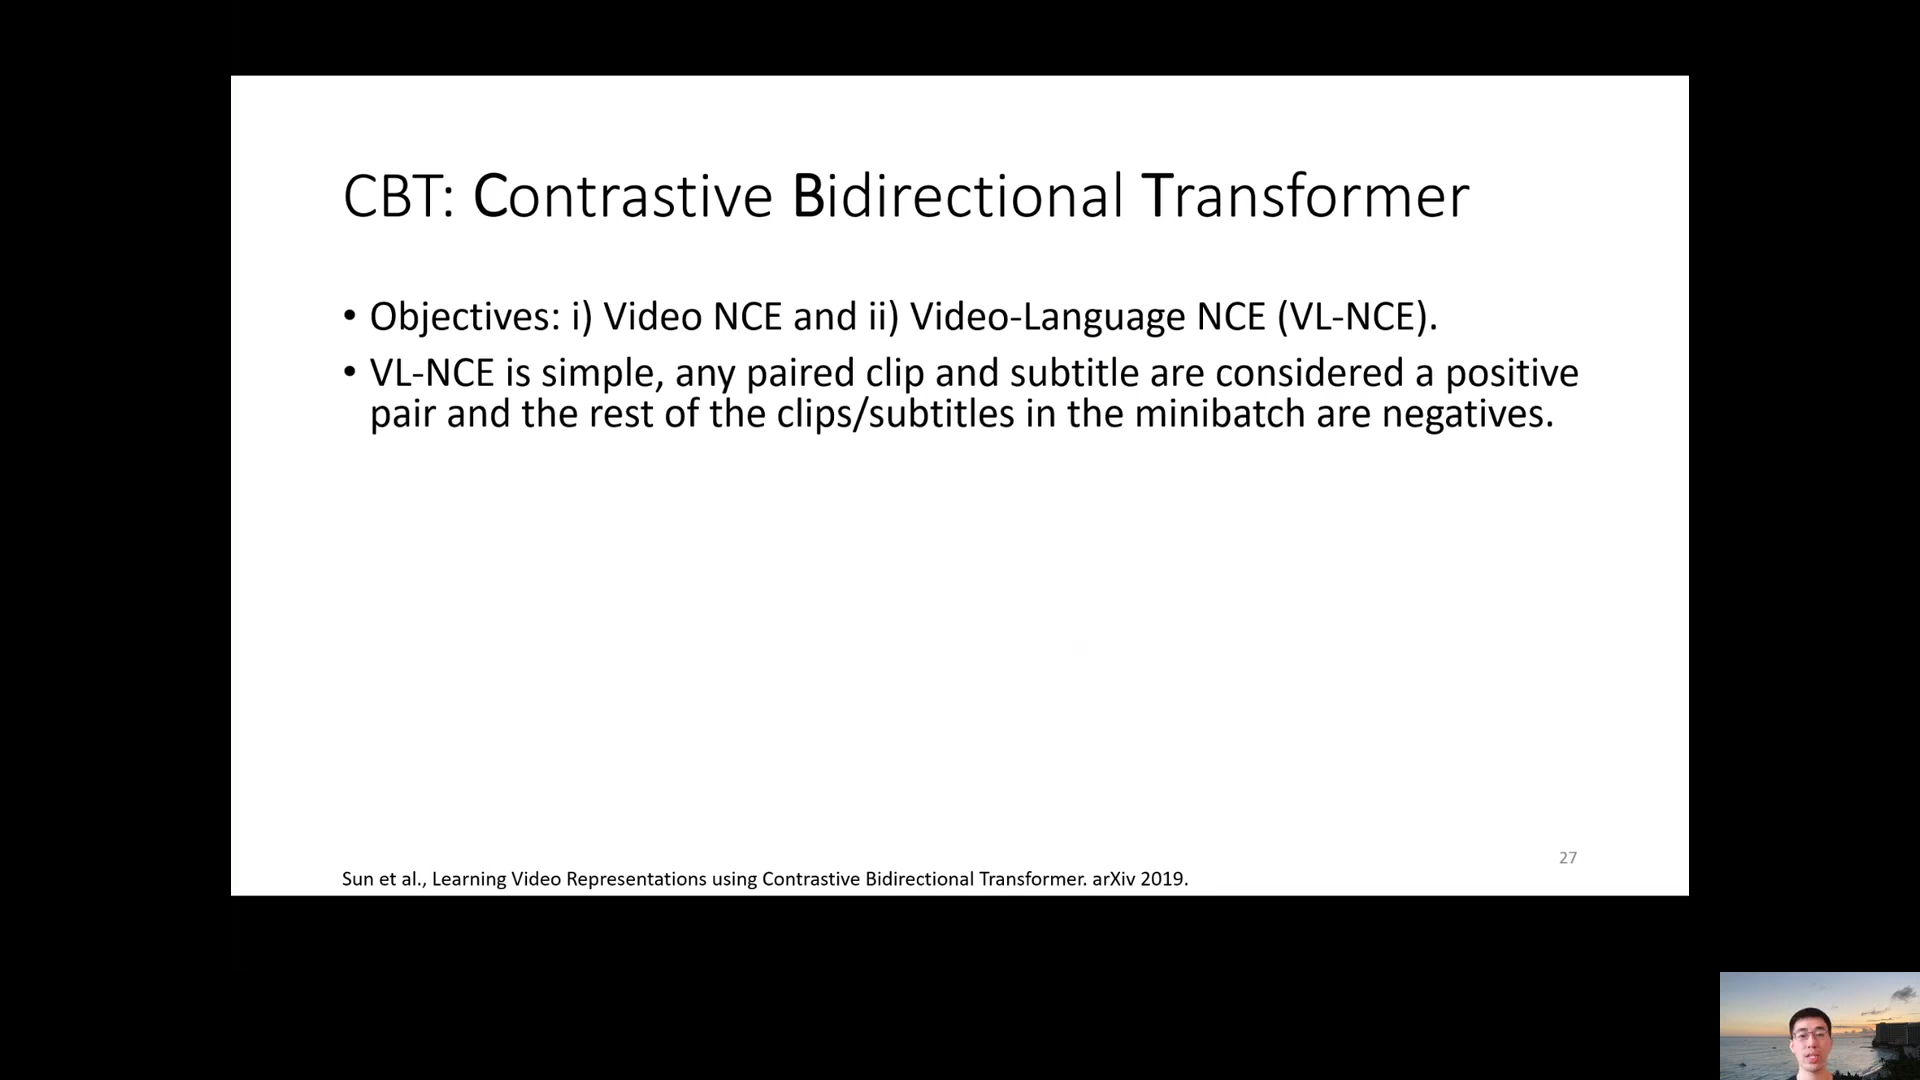 CBT: Contrastive Bidirectional Transformer
• Objectives: i) Video NCE and ii) Video-Language NCE (VL-NCE).
• VL-NCE is simple, any paired clip and subtitle are considered a positive
pair and the rest of the clips/subtitles in the minibatch are negatives.
27
Sun et al., Learning Video Representations using Contrastive Bidirectional Transformer. arXiv 2019.